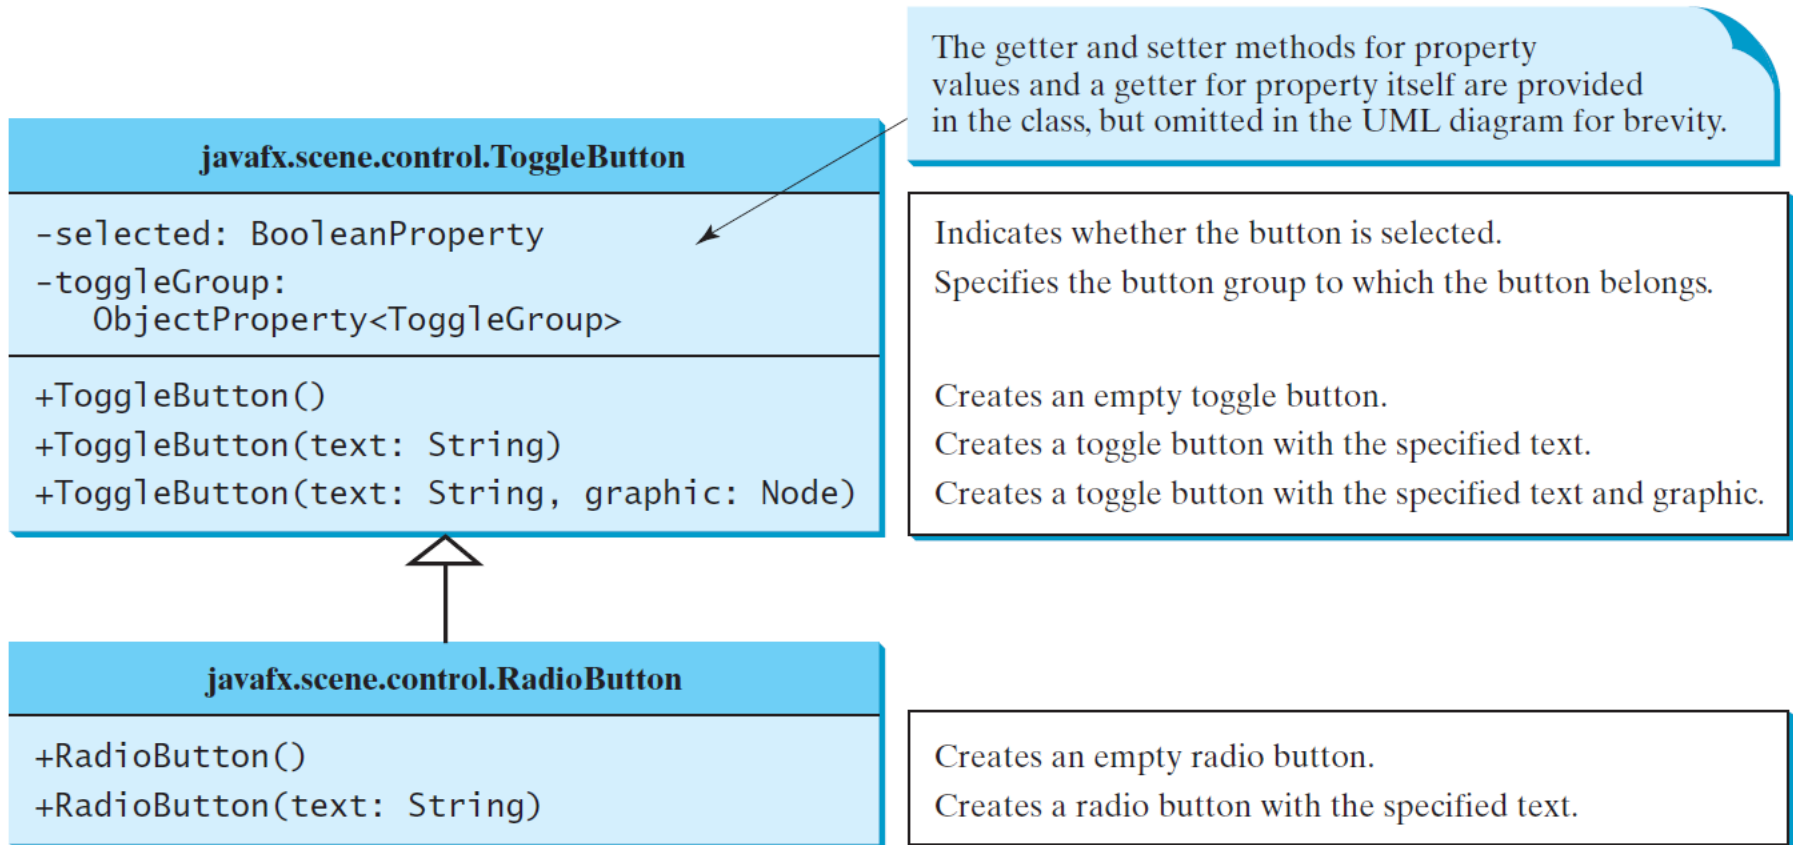 The getter and setter methods for property
values and a getter for property itself are provided
in the class, but omitted in the UML diagram for brevity.
javafx.scene.control.ToggleButton
-selected: BooleanProperty
-toggleGroup:
ObjectProperty<ToggleGroup>
Indicates whether the button is selected.
Specifies the button group to which the button belongs.
+ToggleButton()
+ToggleButton(text: String)
+ToggleButton(text: String, graphic: Node)
Creates an empty toggle button.
Creates a toggle button with the specified text.
Creates a toggle button with the specified text and graphic.
javafx.scene.control.RadioButton
+RadioButton()
+RadioButton(text: String)
Creates an empty radio button.
Creates a radio button with the specified text.